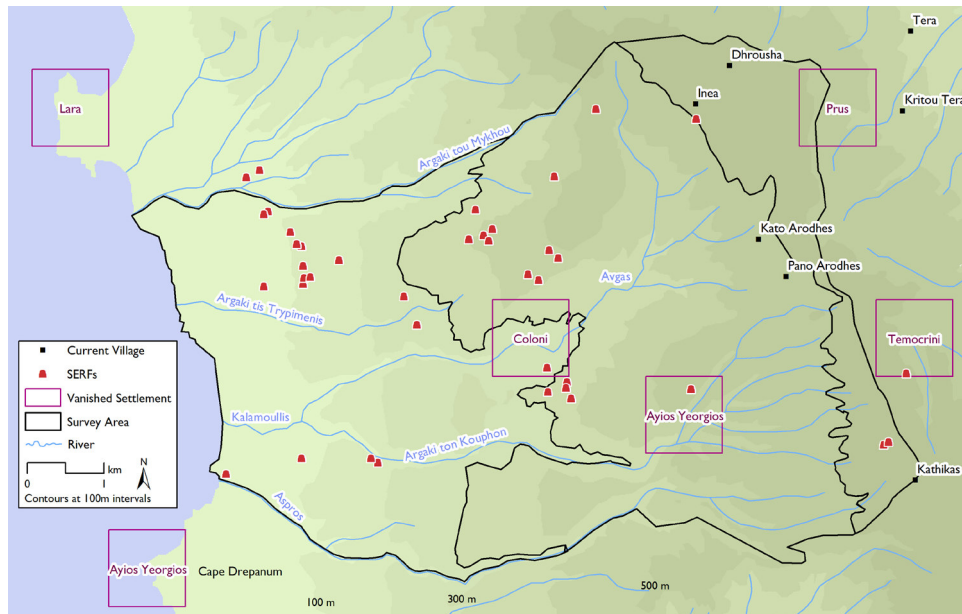 Tera
Dhrousha
Inea
Lara
Prus
Kritou Tera
Argaki tou Mykhou
Kato Arodhes
Pano Arodhes
Avgas
Argaki tis Trypimenis
Coloni
Temocrini
Current Village
SERFs
Vanished Settlement
Survey Area
River
0 1 km
N
Contours at 100m intervals
Kalamoullis
Ayios Yeorgios
Argaki ton Kouphon
Kathikas
Aspros
Ayios Yeorgios
Cape Drepanum
100 m
300 m
500 m